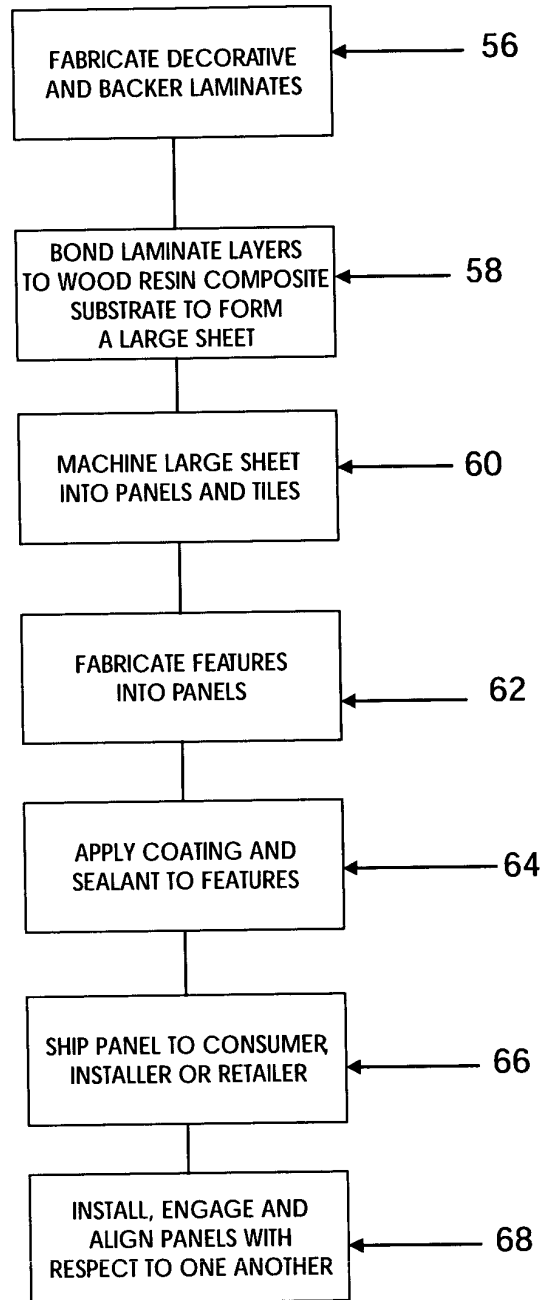 FABRICATE DECORATIVE
AND BACKER LAMINATES
56
BOND LAMINATE LAYERS
TO WOOD RESIN COMPOSITE
SUBSTRATE TO FORM
A LARGE SHEET
58
MACHINE LARGE SHEET
INTO PANELS AND TILES
60
FABRICATE FEATURES
INTO PANELS
62
APPLY COATING AND
SEALANT TO FEATURES
64
SHIP PANEL TO CONSUMER,
INSTALLER OR RETAILER
66
INSTALL, ENGAGE AND
ALIGN PANELS WITH
RESPECT TO ONE ANOTHER
68